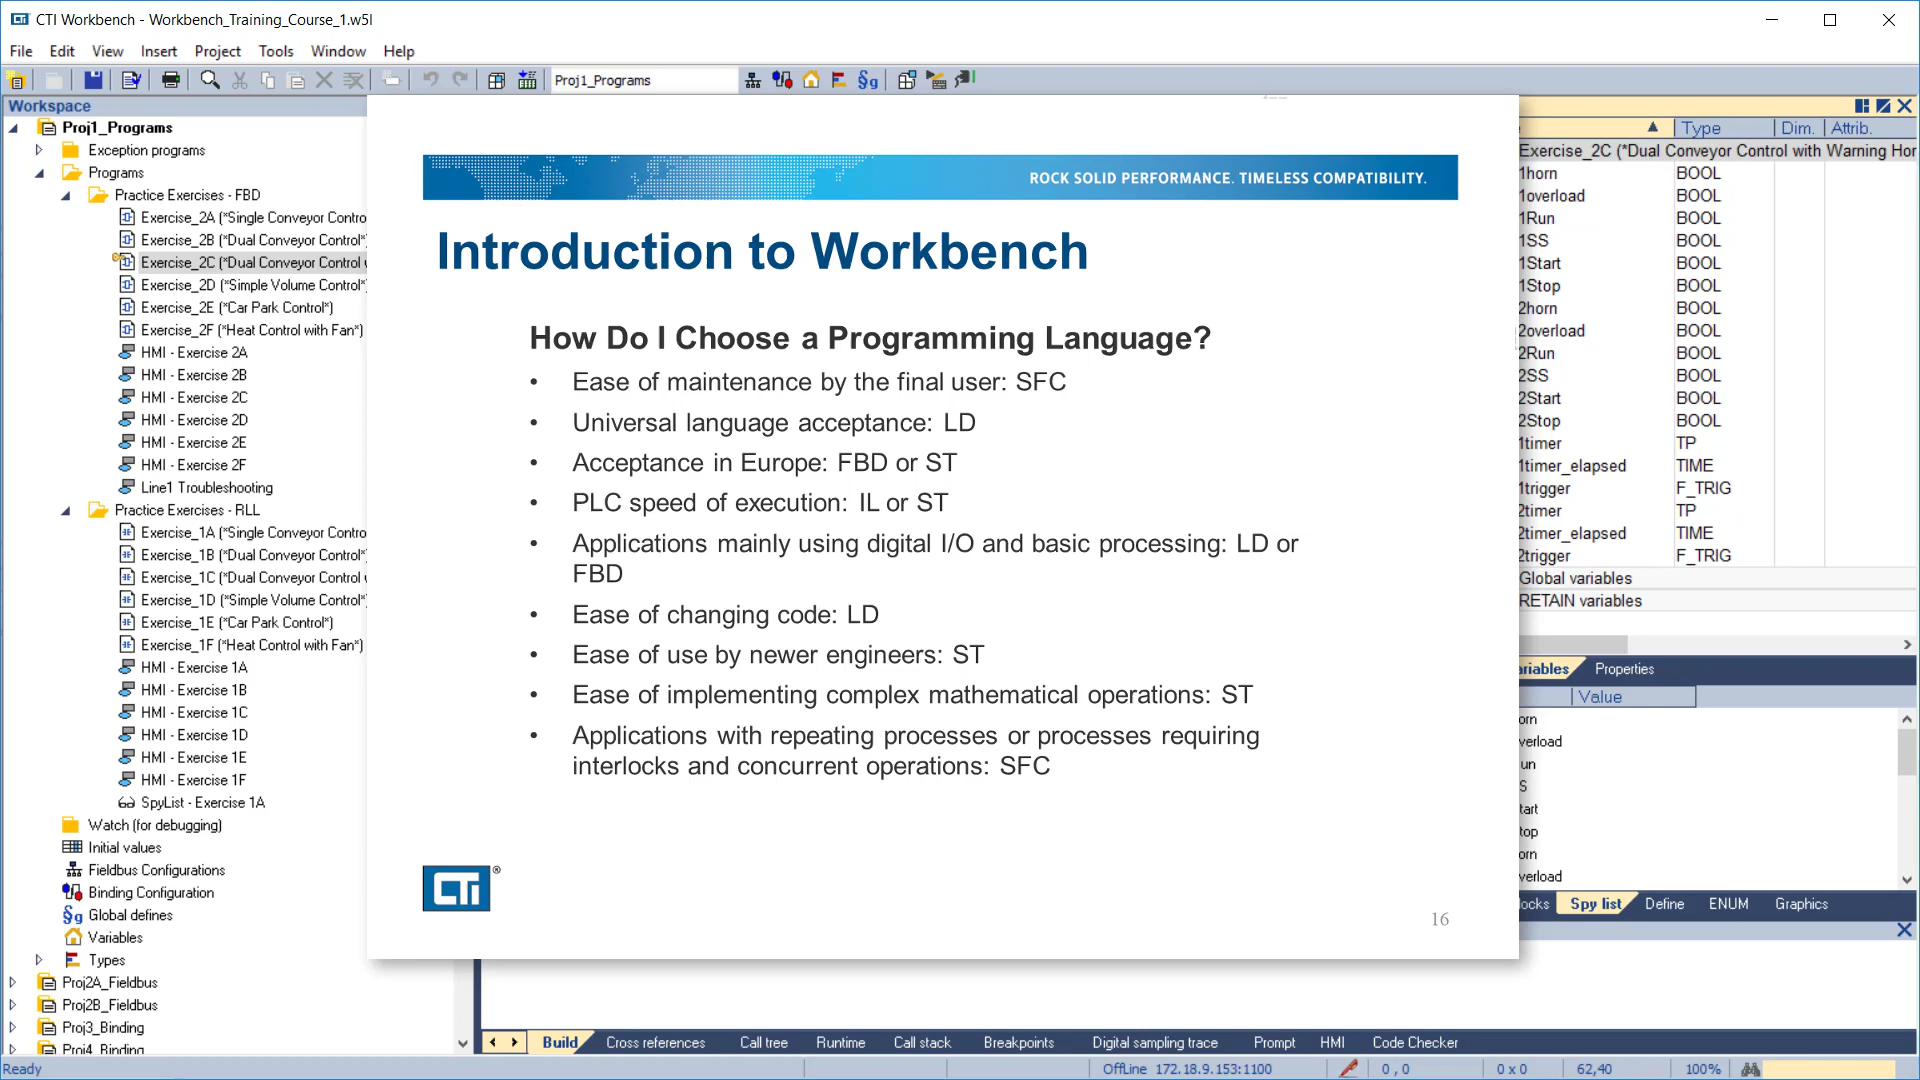 CTI Workbench - Workbench_Training_Course_1.w5l
File Edit View Insert Project Tools Window Help
Proj1_Programs
Workspace
Proj1_Programs
Exception programs
Programs
Practice Exercises - FBD
Exercise_2A (*Single Conveyor Contro
Exercise_2B (*Dual Conveyor Control*
Exercise_2C (*Dual Conveyor Control
Exercise_2D (*Simple Volume Control*
Exercise_2E (*Car Park Control*)
Exercise_2F (*Heat Control with Fan*)
HMI - Exercise 2A
HMI - Exercise 2B
HMI - Exercise 2C
HMI - Exercise 2D
HMI - Exercise 2E
HMI - Exercise 2F
Line1 Troubleshooting
Practice Exercises - RLL
Exercise_1A (*Single Conveyor Contro
Exercise_1B (*Dual Conveyor Control*
Exercise_1C (*Dual Conveyor Control
Exercise_1D (*Simple Volume Control*
Exercise_1E (*Car Park Control*)
Exercise_1F (*Heat Control with Fan*)
HMI - Exercise 1A
HMI - Exercise 1B
HMI - Exercise 1C
HMI - Exercise 1D
HMI - Exercise 1E
HMI - Exercise 1F
SpyList - Exercise 1A
Watch (for debugging)
Initial values
Fieldbus Configurations
Binding Configuration
Global defines
Variables
Types
Proj2A_Fieldbus
Proj2B_Fieldbus
Proj3_Binding
Proj4_Binding
ROCK SOLID PERFORMANCE. TIMELESS COMPATIBILITY.
Introduction to Workbench
How Do I Choose a Programming Language?
• Ease of maintenance by the final user: SFC
• Universal language acceptance: LD
• Acceptance in Europe: FBD or ST
• PLC speed of execution: IL or ST
• Applications mainly using digital I/O and basic processing: LD or
FBD
• Ease of changing code: LD
• Ease of use by newer engineers: ST
• Ease of implementing complex mathematical operations: ST
• Applications with repeating processes or processes requiring
interlocks and concurrent operations: SFC
CTI ®
16
Type Dim. Attrib.
Exercise_2C (*Dual Conveyor Control with Warning Hor
1horn BOOL
1overload BOOL
1Run BOOL
1SS BOOL
1Start BOOL
1Stop BOOL
2horn BOOL
2overload BOOL
2Run BOOL
2SS BOOL
2Start BOOL
2Stop BOOL
1timer TP
1timer_elapsed TIME
1trigger F_TRIG
2timer TP
2timer_elapsed TIME
2trigger F_TRIG
Global variables
RETAIN variables
ariables Properties
Value
orn
verload
un
S
tart
top
orn
verload
locks Spy list Define ENUM Graphics
Build Cross references Call tree Runtime Call stack Breakpoints Digital sampling trace Prompt HMI Code Checker
Ready OffLine 172.18.9.153:1100 0 , 0 0 x 0 62,40 100%